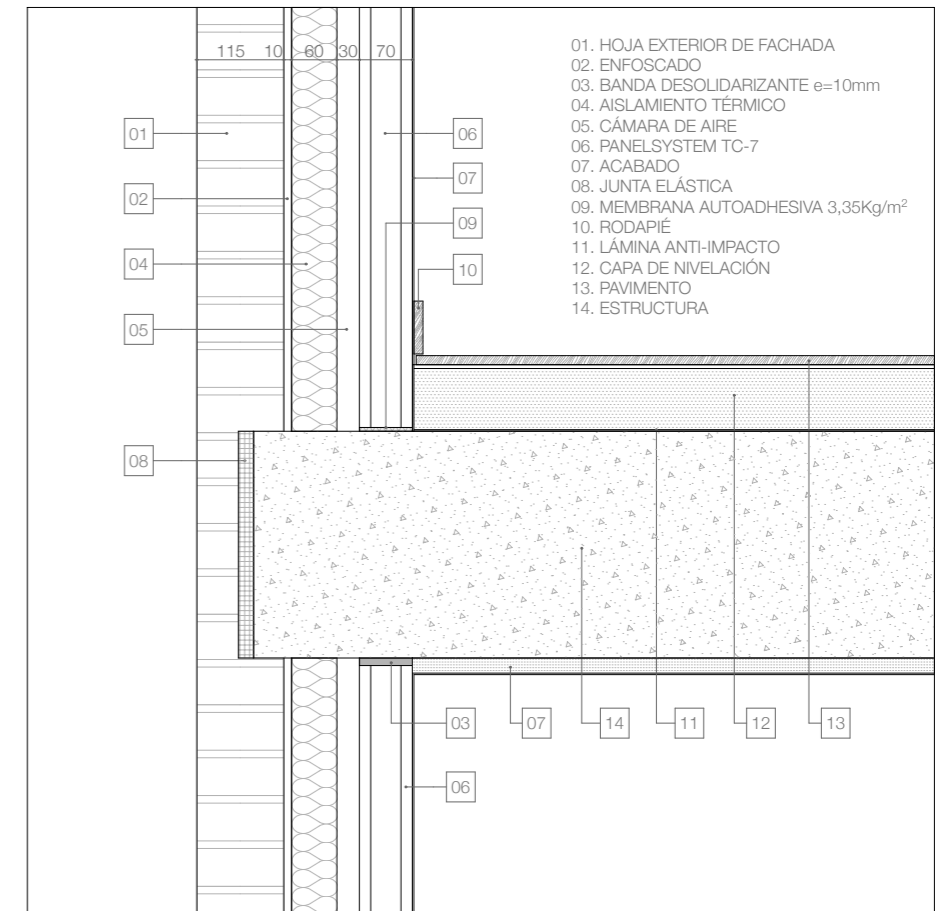 115 10 60 30 70
01. HOJA EXTERIOR DE FACHADA
02. ENFOSCADO
03. BANDA DESOLIDARIZANTE e=10mm
04. AISLAMIENTO TÉRMICO
05. CÁMARA DE AIRE
06. PANELSYSTEM TC-7
07. ACABADO
08. JUNTA ELÁSTICA
09. MEMBRANA AUTOADHESIVA 3,35Kg/m²
10. RODAPIÉ
11. LÁMINA ANTI-IMPACTO
12. CAPA DE NIVELACIÓN
13. PAVIMENTO
14. ESTRUCTURA
01
06
07
02
09
04
10
05
08
03 07 14 11 12 13
06